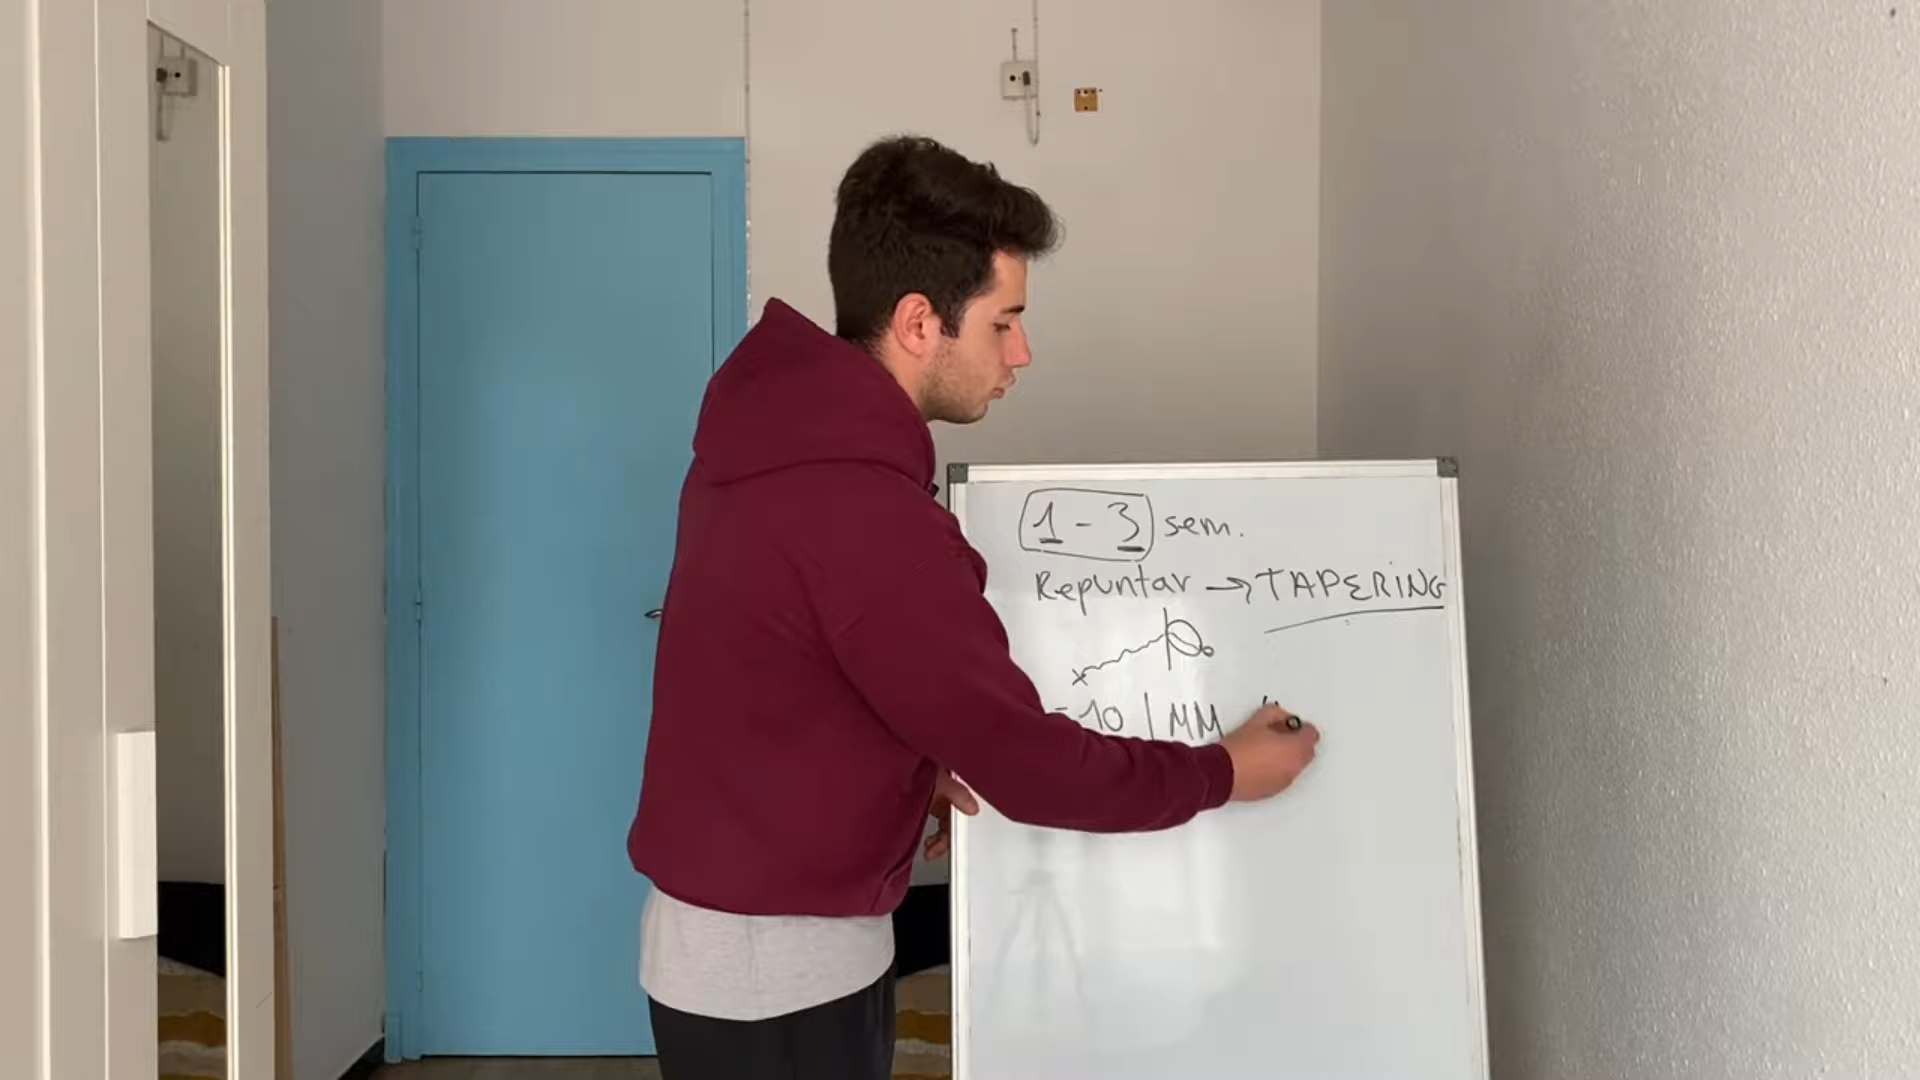 1 - 3 sem.
Repuntar → TAPERING
-10 | MM